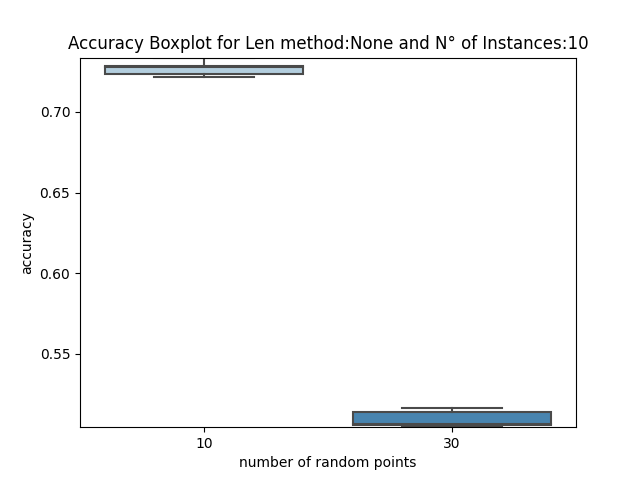 Accuracy Boxplot for Len method:None and N° of Instances:10
accuracy
0.70
0.65
0.60
0.55
10 30
number of random points